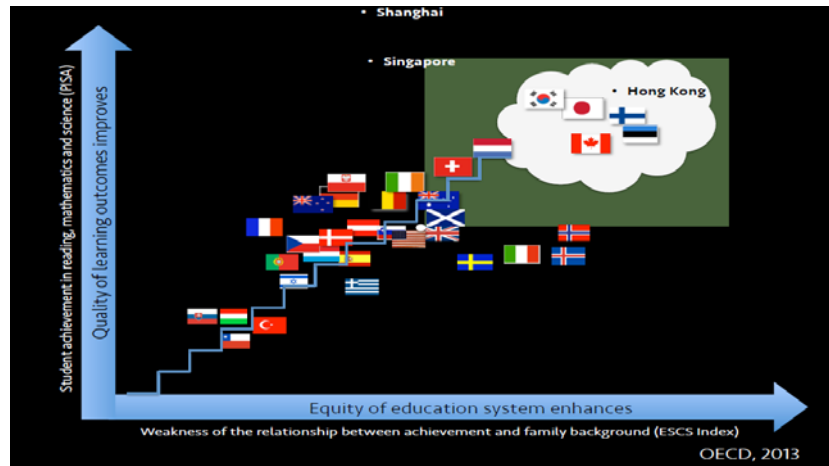 Shanghai
Singapore
Hong Kong
Student achievement in reading, mathematics and science (PISA)
Quality of learning outcomes improves
Equity of education system enhances
Weakness of the relationship between achievement and family background (ESCS Index)
OECD, 2013